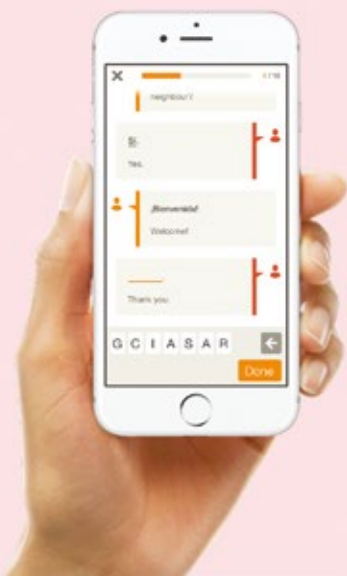 neighbour?
Sí.
Yes.
¡Bienvenido!
Welcome!
Thank you.
G C I A S A R
Done